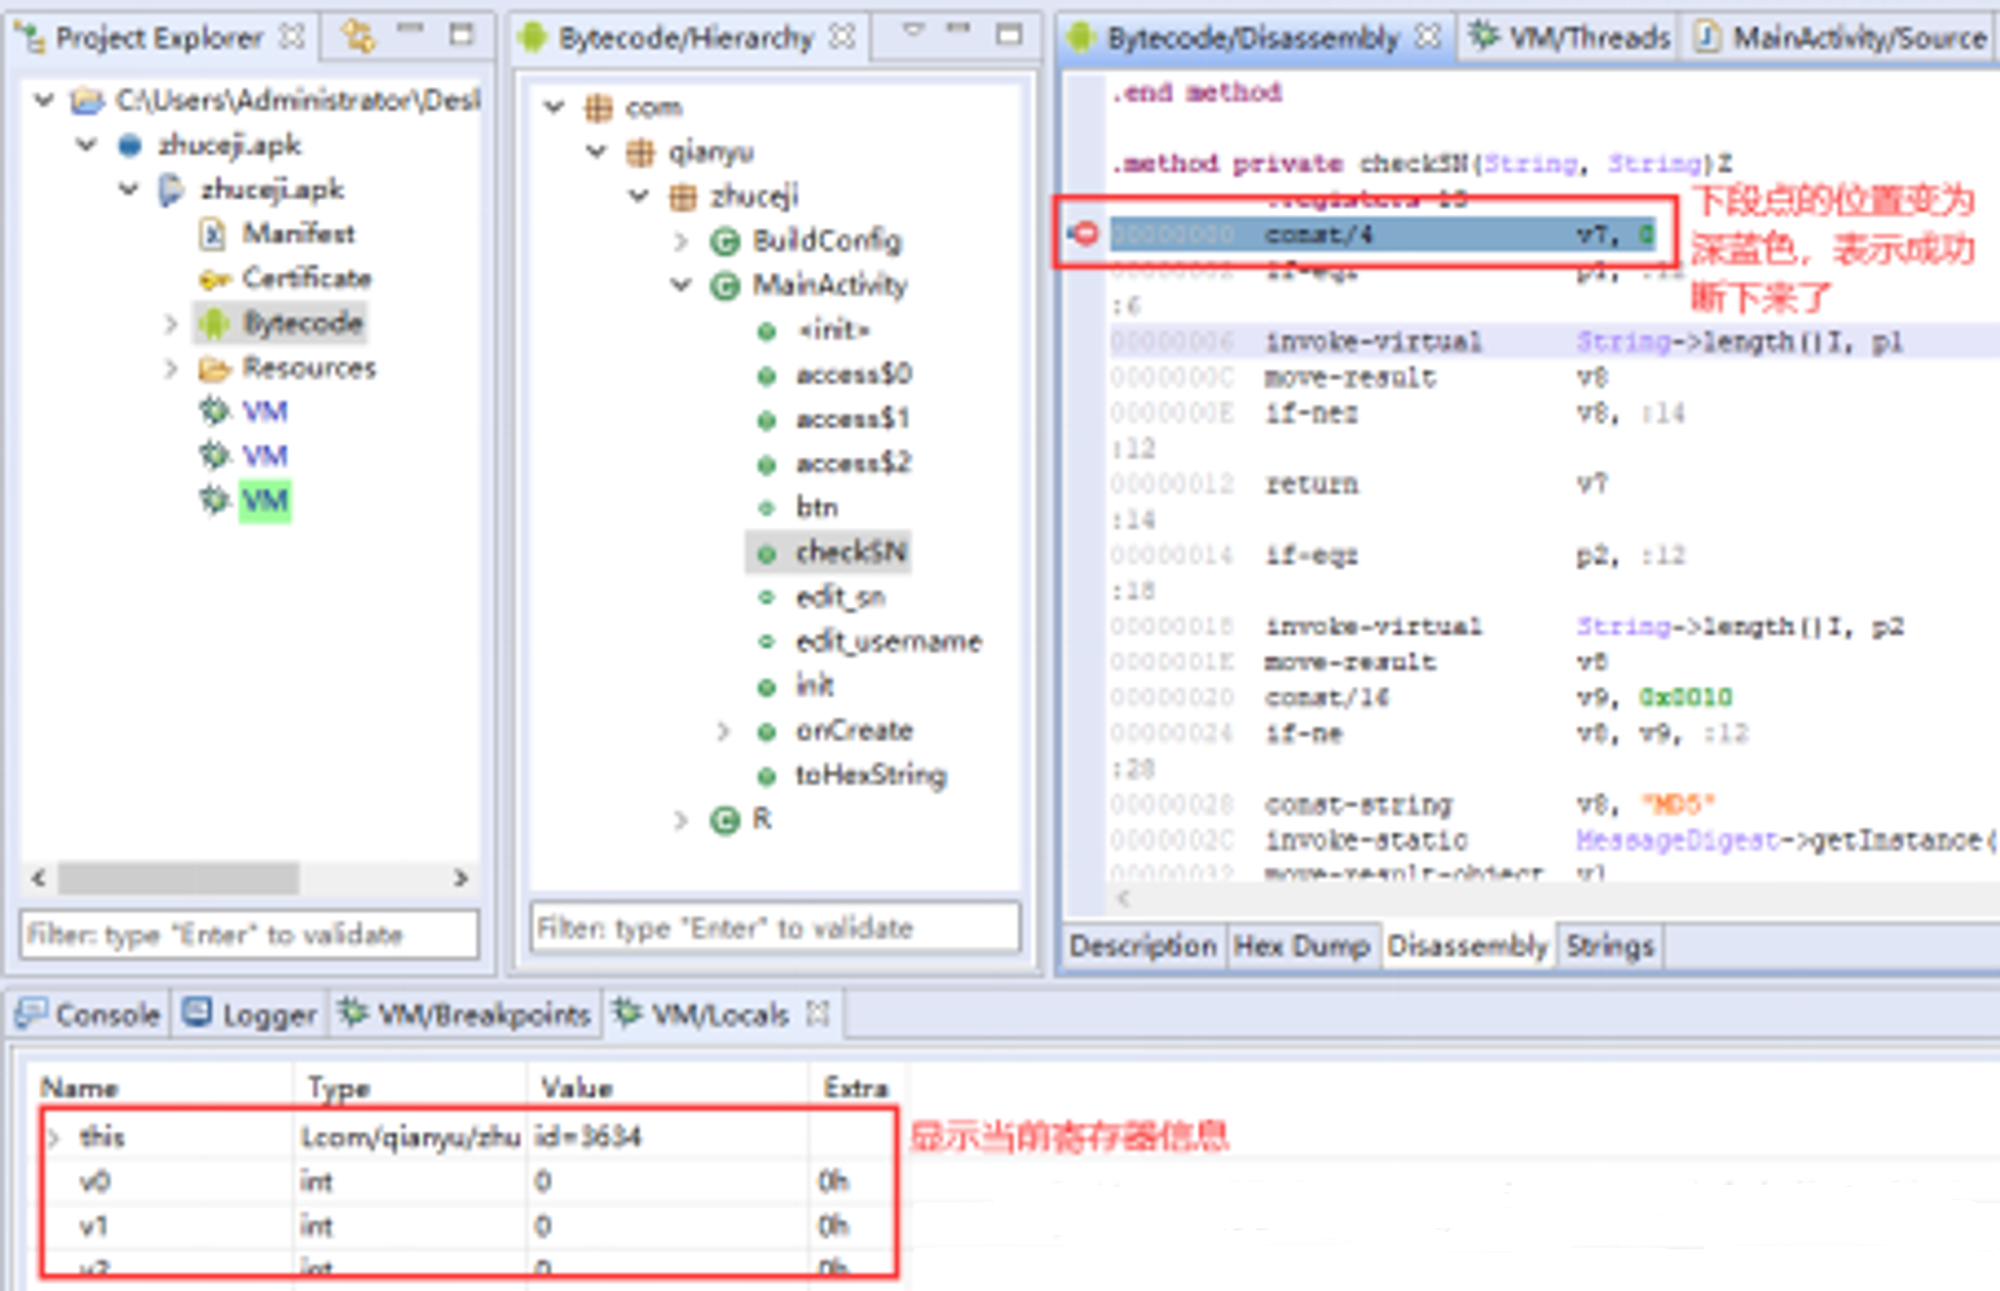 Project Explorer
C:\Users\Administrator\Desl
zhuceji.apk
zhuceji.apk
Manifest
Certificate
Bytecode
Resources
VM
VM
VM
Filter: type "Enter" to validate
Bytecode/Hierarchy
com
qianyu
zhuceji
BuildConfig
MainActivity
<init>
access$0
access$1
access$2
btn
checkSN
edit_sn
edit_username
init
onCreate
toHexString
R
Filter: type "Enter" to validate
Bytecode/Disassembly VM/Threads MainActivity/Source
.end method
.method private checkSN(String, String)Z
00000000 const/4 v7, 0
00000002 if-eqz p1, :12
:6
00000006 invoke-virtual String->length()I, p1
0000000C move-result v8
0000000E if-nez v8, :14
:12
00000012 return v7
:14
00000014 if-eqz p2, :12
:18
00000018 invoke-virtual String->length()I, p2
0000001E move-result v8
00000020 const/16 v9, 0x0010
00000024 if-ne v8, v9, :12
:28
00000028 const-string v8, "MD5"
0000002C invoke-static MessageDigest->getInstance(
00000032 move-result-object v1
下段点的位置变为
深蓝色，表示成功
断下来了
Description Hex Dump Disassembly Strings
Console Logger VM/Breakpoints VM/Locals
Name Type Value Extra
this Lcom/qianyu/zhu id=3634
v0 int 0 0h
v1 int 0 0h
v2 int 0 0h
显示当前寄存器信息